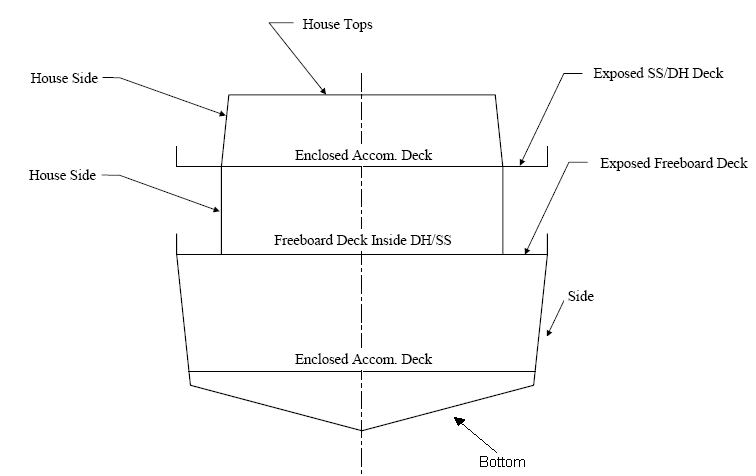 House Tops
House Side
Exposed SS/DH Deck
Enclosed Accom. Deck
House Side
Exposed Freeboard Deck
Freeboard Deck Inside DH/SS
Side
Enclosed Accom. Deck
Bottom